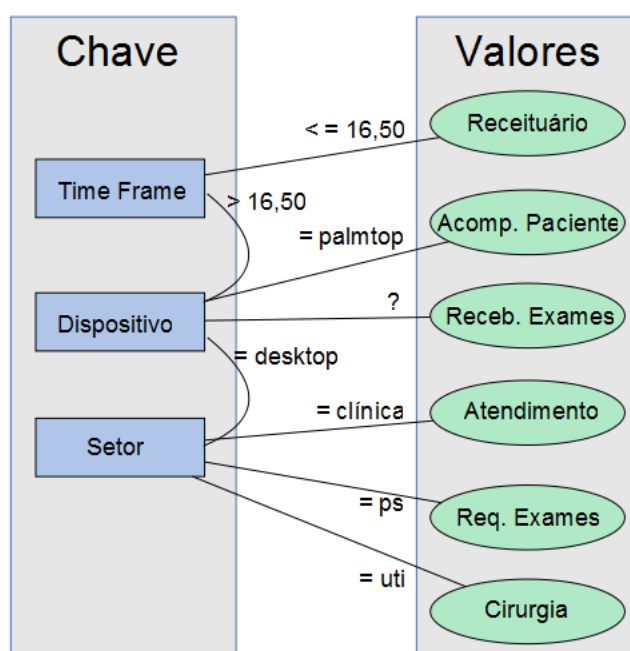 Chave
Valores
< = 16,50
Receituário
Time Frame
> 16,50
Acomp. Paciente
= palmtop
?
Dispositivo
Receb. Exames
= desktop
= clínica
Atendimento
Setor
= ps
Req. Exames
= uti
Cirurgia